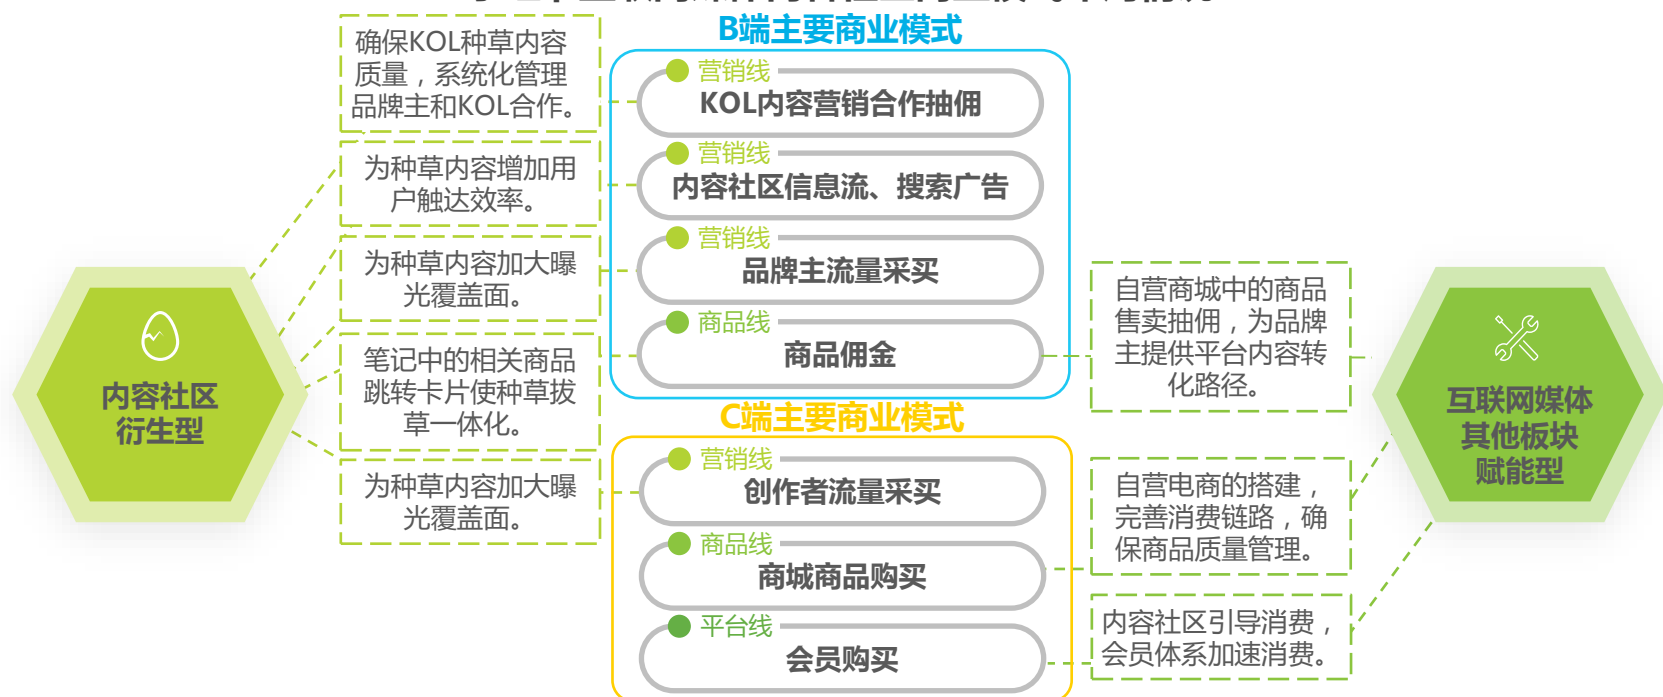 B端主要商业模式
确保KOL种草内容
质量，系统化管理
品牌主和KOL合作。
营销线
KOL内容营销合作抽佣
为种草内容增加用
户触达效率。
营销线
内容社区信息流、搜索广告
为种草内容加大曝
光覆盖面。
营销线
品牌主流量采买
笔记中的相关商品
跳转卡片使种草拔
草一体化。
商品线
商品佣金
自营商城中的商品
售卖抽佣，为品牌
主提供平台内容转
化路径。
内容社区
衍生型
互联网媒体
其他板块
赋能型
C端主要商业模式
为种草内容加大曝
光覆盖面。
营销线
创作者流量采买
自营电商的搭建，
完善消费链路，确
保商品质量管理。
商品线
商城商品购买
平台线
会员购买
内容社区引导消费，
会员体系加速消费。